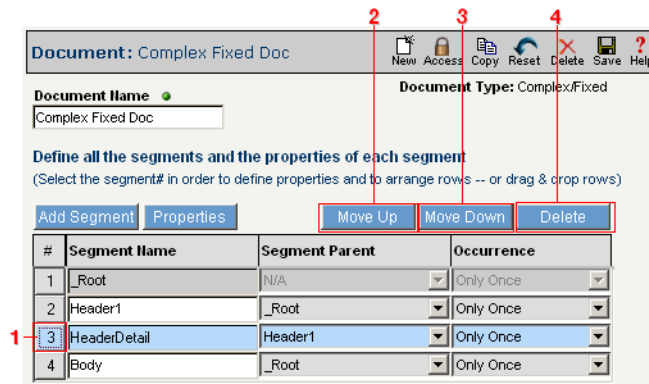 2 3 4
Document: Complex Fixed Doc
New Access Copy Reset Delete Save Help
Document Name Document Type: Complex/Fixed
Complex Fixed Doc
Define all the segments and the properties of each segment
(Select the segment# in order to define properties and to arrange rows -- or drag & drop rows)
Add Segment Properties Move Up Move Down Delete
# Segment Name Segment Parent Occurrence
1 _Root N/A Only Once
2 Header1 _Root Only Once
1 3 HeaderDetail Header1 Only Once
4 Body _Root Only Once